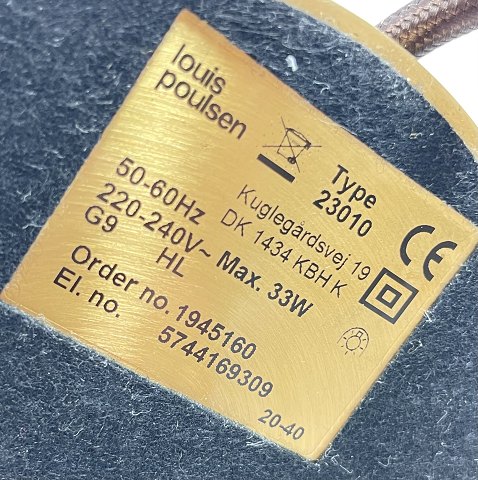 louis
poulsen
Type
23010
Kuglegårdsvej 19
DK 1434 KBH K
CE
50-60Hz
220-240V~ Max. 33W
G9 HL
Order no. 1945160
El. no. 5744169309
20-40